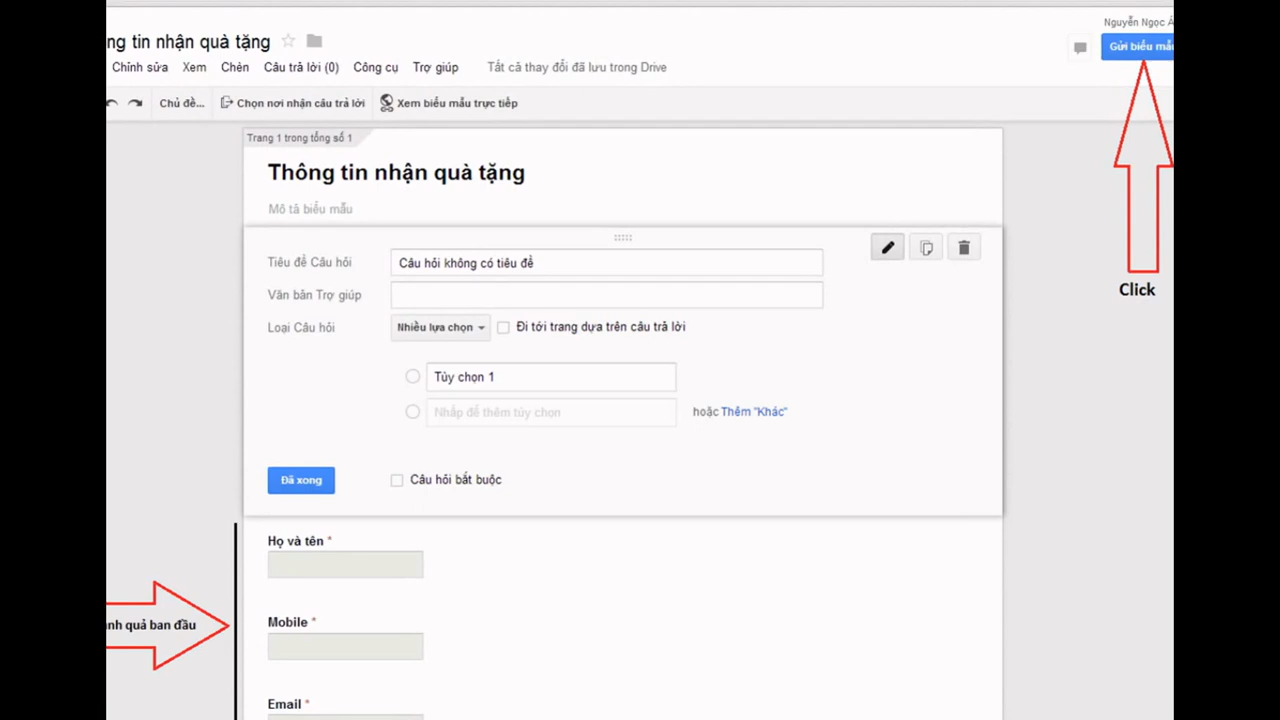 Nguyễn Ngọc
ng tin nhận quà tặng
Gửi biểu mẫu
Chỉnh sửa Xem Chèn Câu trả lời (0) Công cụ Trợ giúp Tất cả thay đổi đã lưu trong Drive
Chủ đề... Chọn nơi nhận câu trả lời Xem biểu mẫu trực tiếp
Trang 1 trong tổng số 1
Thông tin nhận quà tặng
Mô tả biểu mẫu
Tiêu đề Câu hỏi Câu hỏi không có tiêu đề
Văn bản Trợ giúp
Click
Loại Câu hỏi Nhiều lựa chọn Đi tới trang dựa trên câu trả lời
Tùy chọn 1
Nhấp để thêm tùy chọn hoặc Thêm "Khác"
Đã xong Câu hỏi bắt buộc
Họ và tên *
Mobile *
ành quả ban đầu
Email *